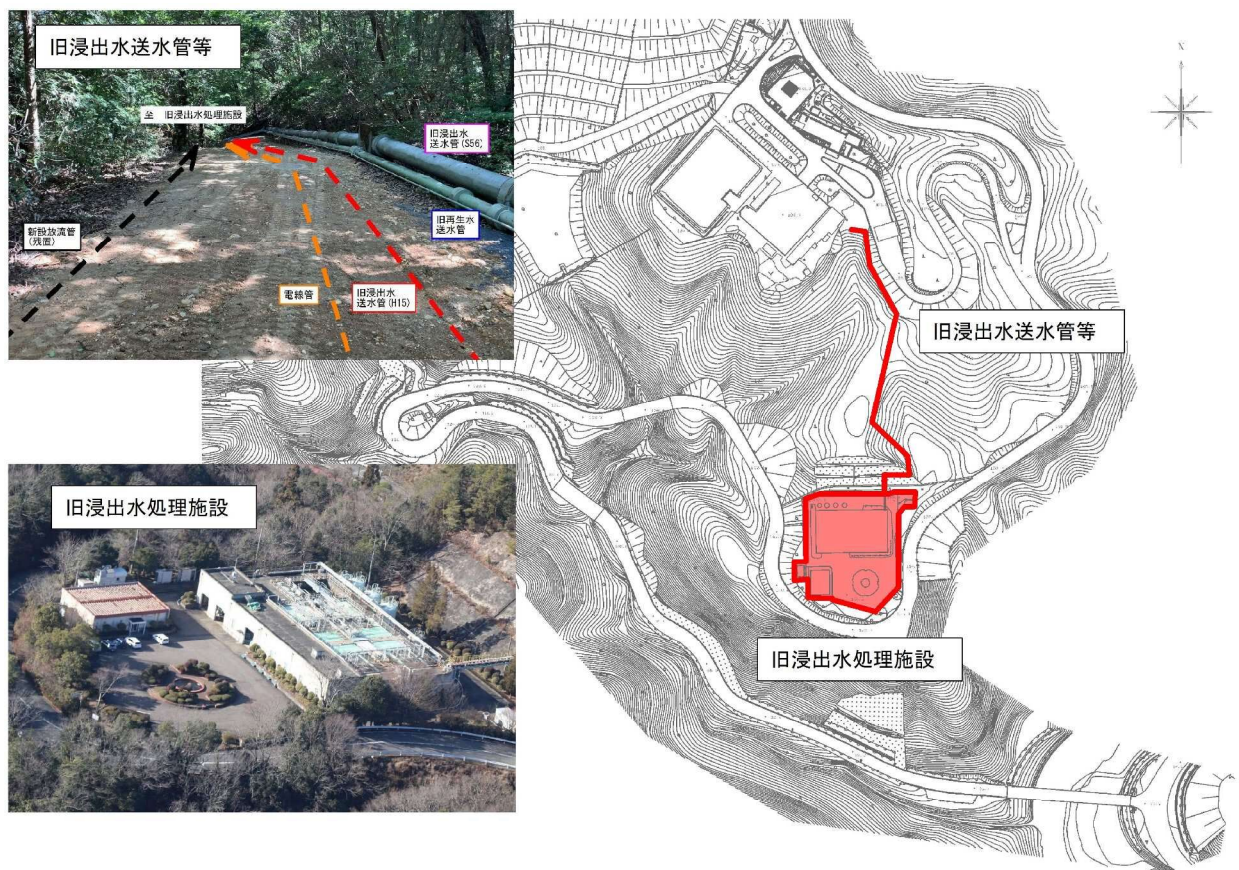 旧浸出水送水管等
至 旧浸出水処理施設
旧浸出水
送水管(S56)
新設放流管
(残置)
旧再生水
送水管
電線管
旧浸出水
送水管(H15)
旧浸出水処理施設
X
旧浸出水送水管等
旧浸出水処理施設